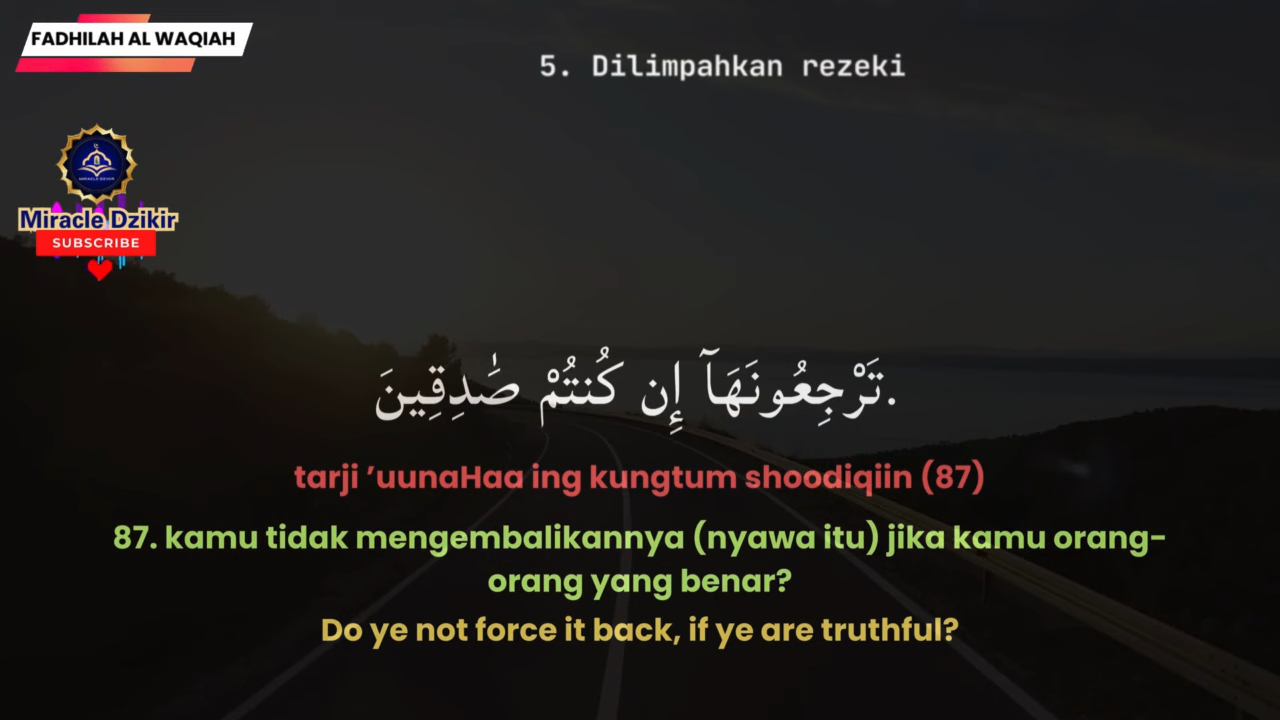 FADHILAH AL WAQIAH
5. Dilimpahkan rezeki
Miracle Dzikir
SUBSCRIBE
تَرْجِعُونَهَآ إِن كُنتُمْ صَٰدِقِينَ.
tarji ’uunaHaa ing kungtum shoodiqiin (87)
87. kamu tidak mengembalikannya (nyawa itu) jika kamu orang-
orang yang benar?
Do ye not force it back, if ye are truthful?